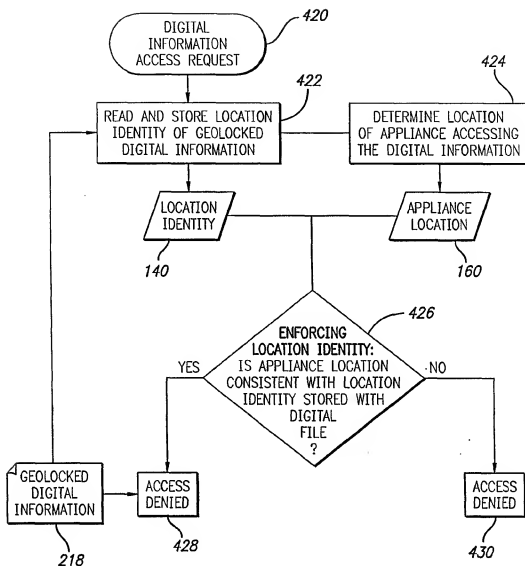 DIGITAL
INFORMATION
ACCESS REQUEST
420
READ AND STORE LOCATION
IDENTITY OF GEOLOCKED
DIGITAL INFORMATION
422
DETERMINE LOCATION
OF APPLIANCE ACCESSING
THE DIGITAL INFORMATION
424
LOCATION
IDENTITY
140
APPLIANCE
LOCATION
160
ENFORCING
LOCATION IDENTITY:
IS APPLIANCE LOCATION
CONSISTENT WITH LOCATION
IDENTITY STORED WITH
DIGITAL
FILE
?
426
YES
NO
GEOLOCKED
DIGITAL
INFORMATION
218
ACCESS
DENIED
428
ACCESS
DENIED
430